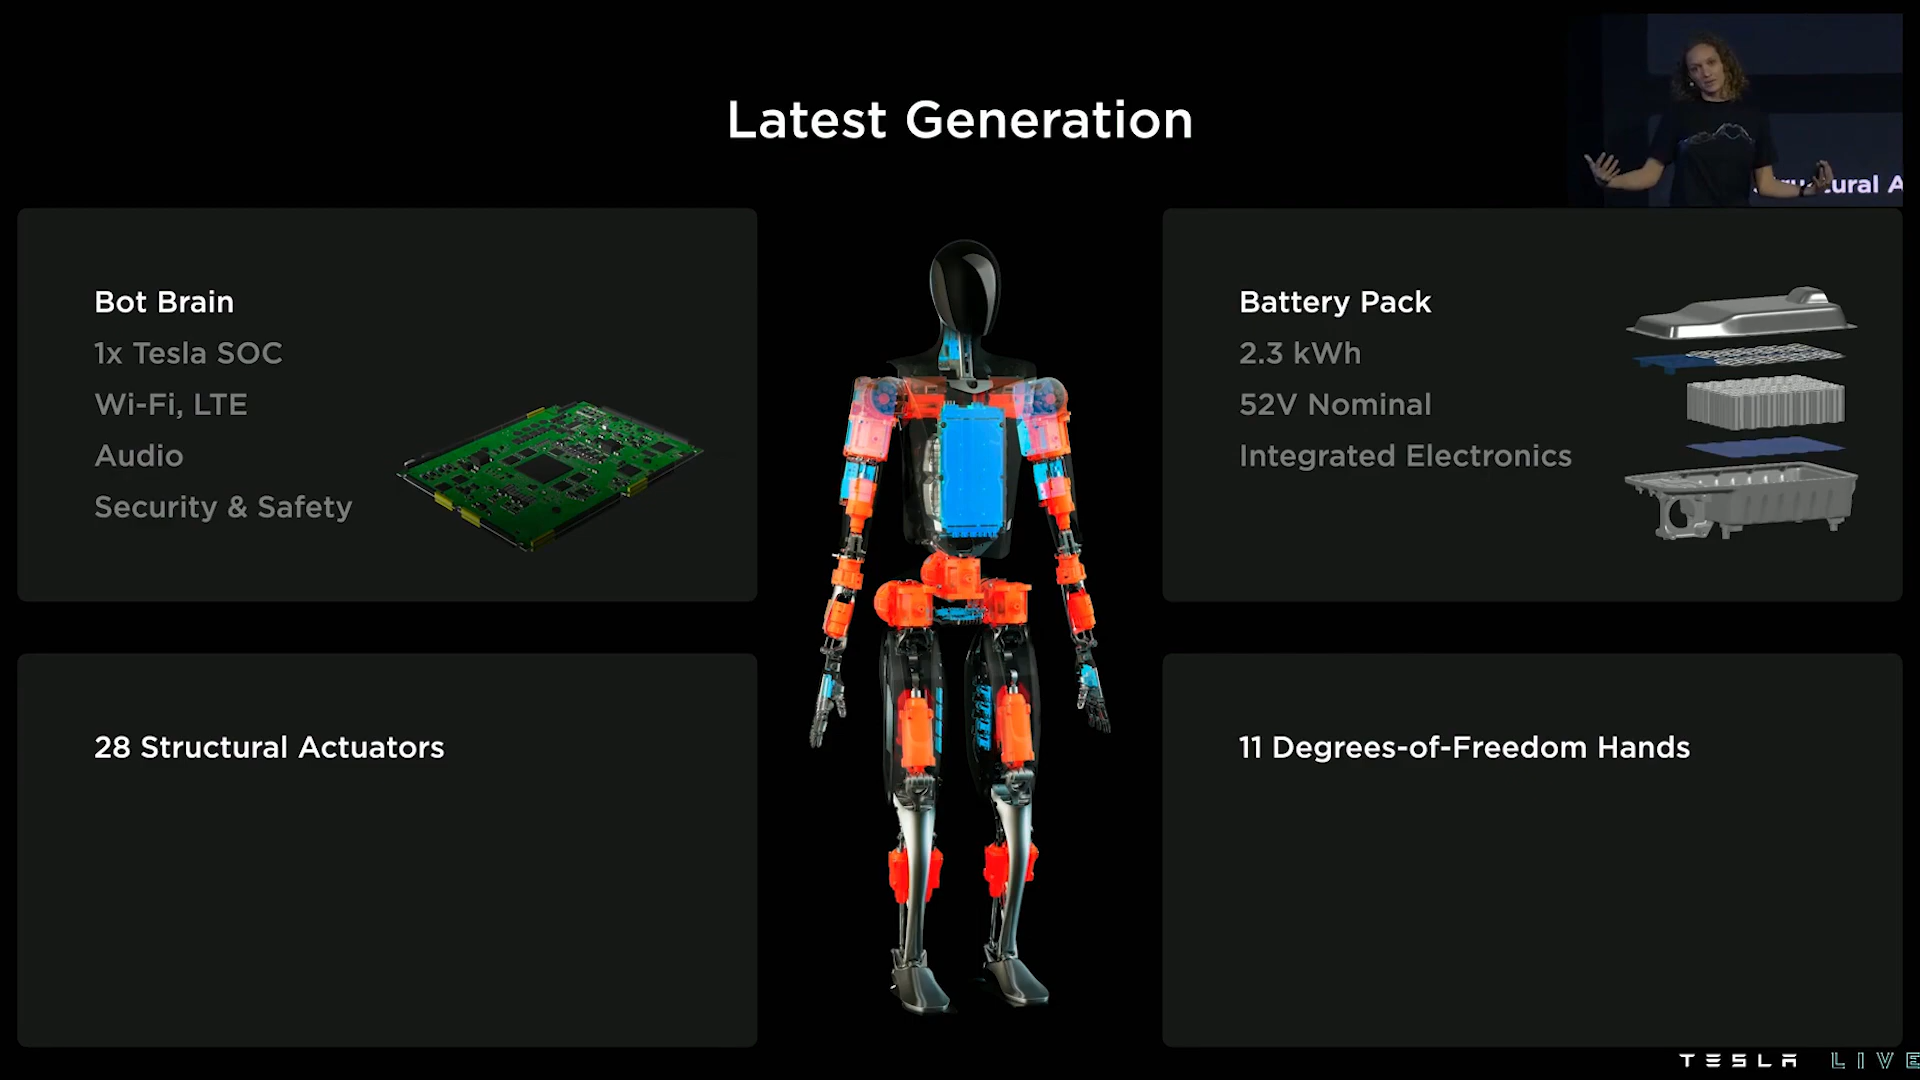 Latest Generation
Bot Brain
1x Tesla SOC
Wi-Fi, LTE
Audio
Security & Safety
Battery Pack
2.3 kWh
52V Nominal
Integrated Electronics
28 Structural Actuators
11 Degrees-of-Freedom Hands
TESLA LIVE